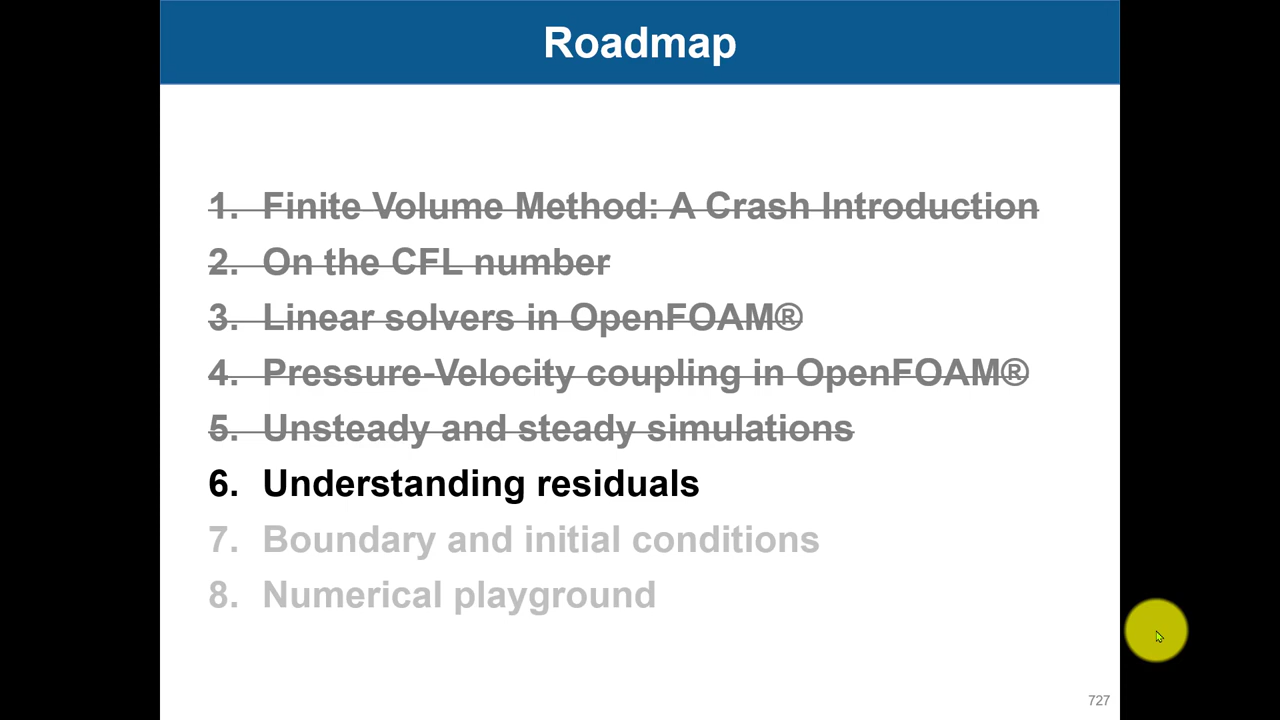 Roadmap
1. Finite Volume Method: A Crash Introduction
2. On the CFL number
3. Linear solvers in OpenFOAM®
4. Pressure-Velocity coupling in OpenFOAM®
5. Unsteady and steady simulations
6. Understanding residuals
7. Boundary and initial conditions
8. Numerical playground
727